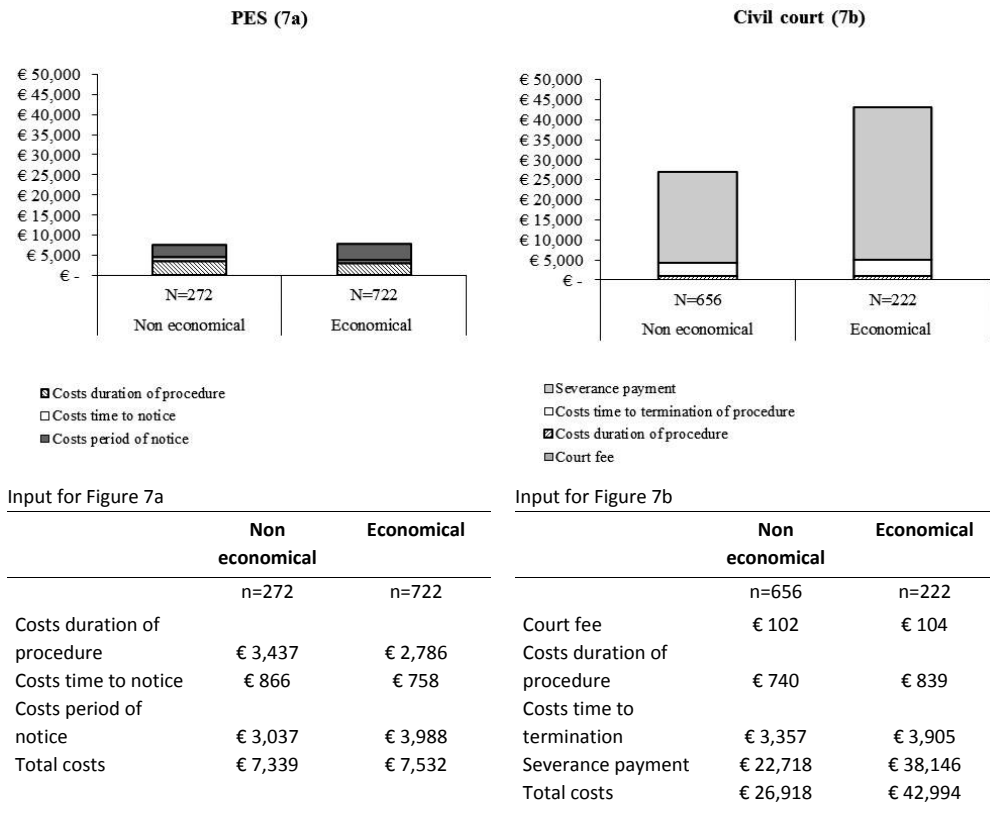 PES (7a)
€ 50,000
€ 45,000
€ 40,000
€ 35,000
€ 30,000
€ 25,000
€ 20,000
€ 15,000
€ 10,000
€ 5,000
€ -
N=272 N=722
Non economical Economical
Costs duration of procedure
Costs time to notice
Costs period of notice
Civil court (7b)
€ 50,000
€ 45,000
€ 40,000
€ 35,000
€ 30,000
€ 25,000
€ 20,000
€ 15,000
€ 10,000
€ 5,000
€ -
N=656 N=222
Non economical Economical
Severance payment
Costs time to termination of procedure
Costs duration of procedure
Court fee
Input for Figure 7a
Non Economical
economical
n=272 n=722
Costs duration of
procedure € 3,437 € 2,786
Costs time to notice € 866 € 758
Costs period of
notice € 3,037 € 3,988
Total costs € 7,339 € 7,532
Input for Figure 7b
Non Economical
economical
n=656 n=222
Court fee € 102 € 104
Costs duration of
procedure € 740 € 839
Costs time to
termination € 3,357 € 3,905
Severance payment € 22,718 € 38,146
Total costs € 26,918 € 42,994